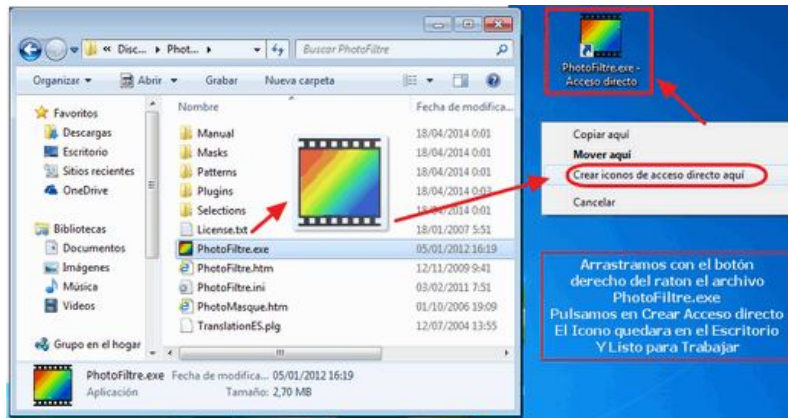 « Disc... ▸ Phot... ▸
Buscar PhotoFiltre
Organizar Abrir Grabar Nueva carpeta
Favoritos
Descargas
Escritorio
Sitios recientes
OneDrive
Bibliotecas
Documentos
Imágenes
Música
Vídeos
Grupo en el hogar
Nombre Fecha de modifica...
Manual 18/04/2014 0:01
Masks 18/04/2014 0:01
Patterns 18/04/2014 0:01
Plugins 18/04/2014 0:03
Selections 18/04/2014 0:01
License.txt 18/01/2007 5:51
PhotoFiltre.exe 05/01/2012 16:19
PhotoFiltre.htm 12/11/2009 9:41
PhotoFiltre.ini 03/02/2011 7:51
PhotoMasque.htm 01/10/2006 19:09
TranslationES.plg 12/07/2004 13:55
PhotoFiltre.exe Fecha de modifica... 05/01/2012 16:19
Aplicación Tamaño: 2,70 MB
PhotoFiltre.exe -
Acceso directo
Copiar aquí
Mover aquí
Crear iconos de acceso directo aquí
Cancelar
Arrastramos con el botón
derecho del raton el archivo
PhotoFiltre.exe
Pulsamos en Crear Acceso directo
El Icono quedara en el Escritorio
Y Listo para Trabajar